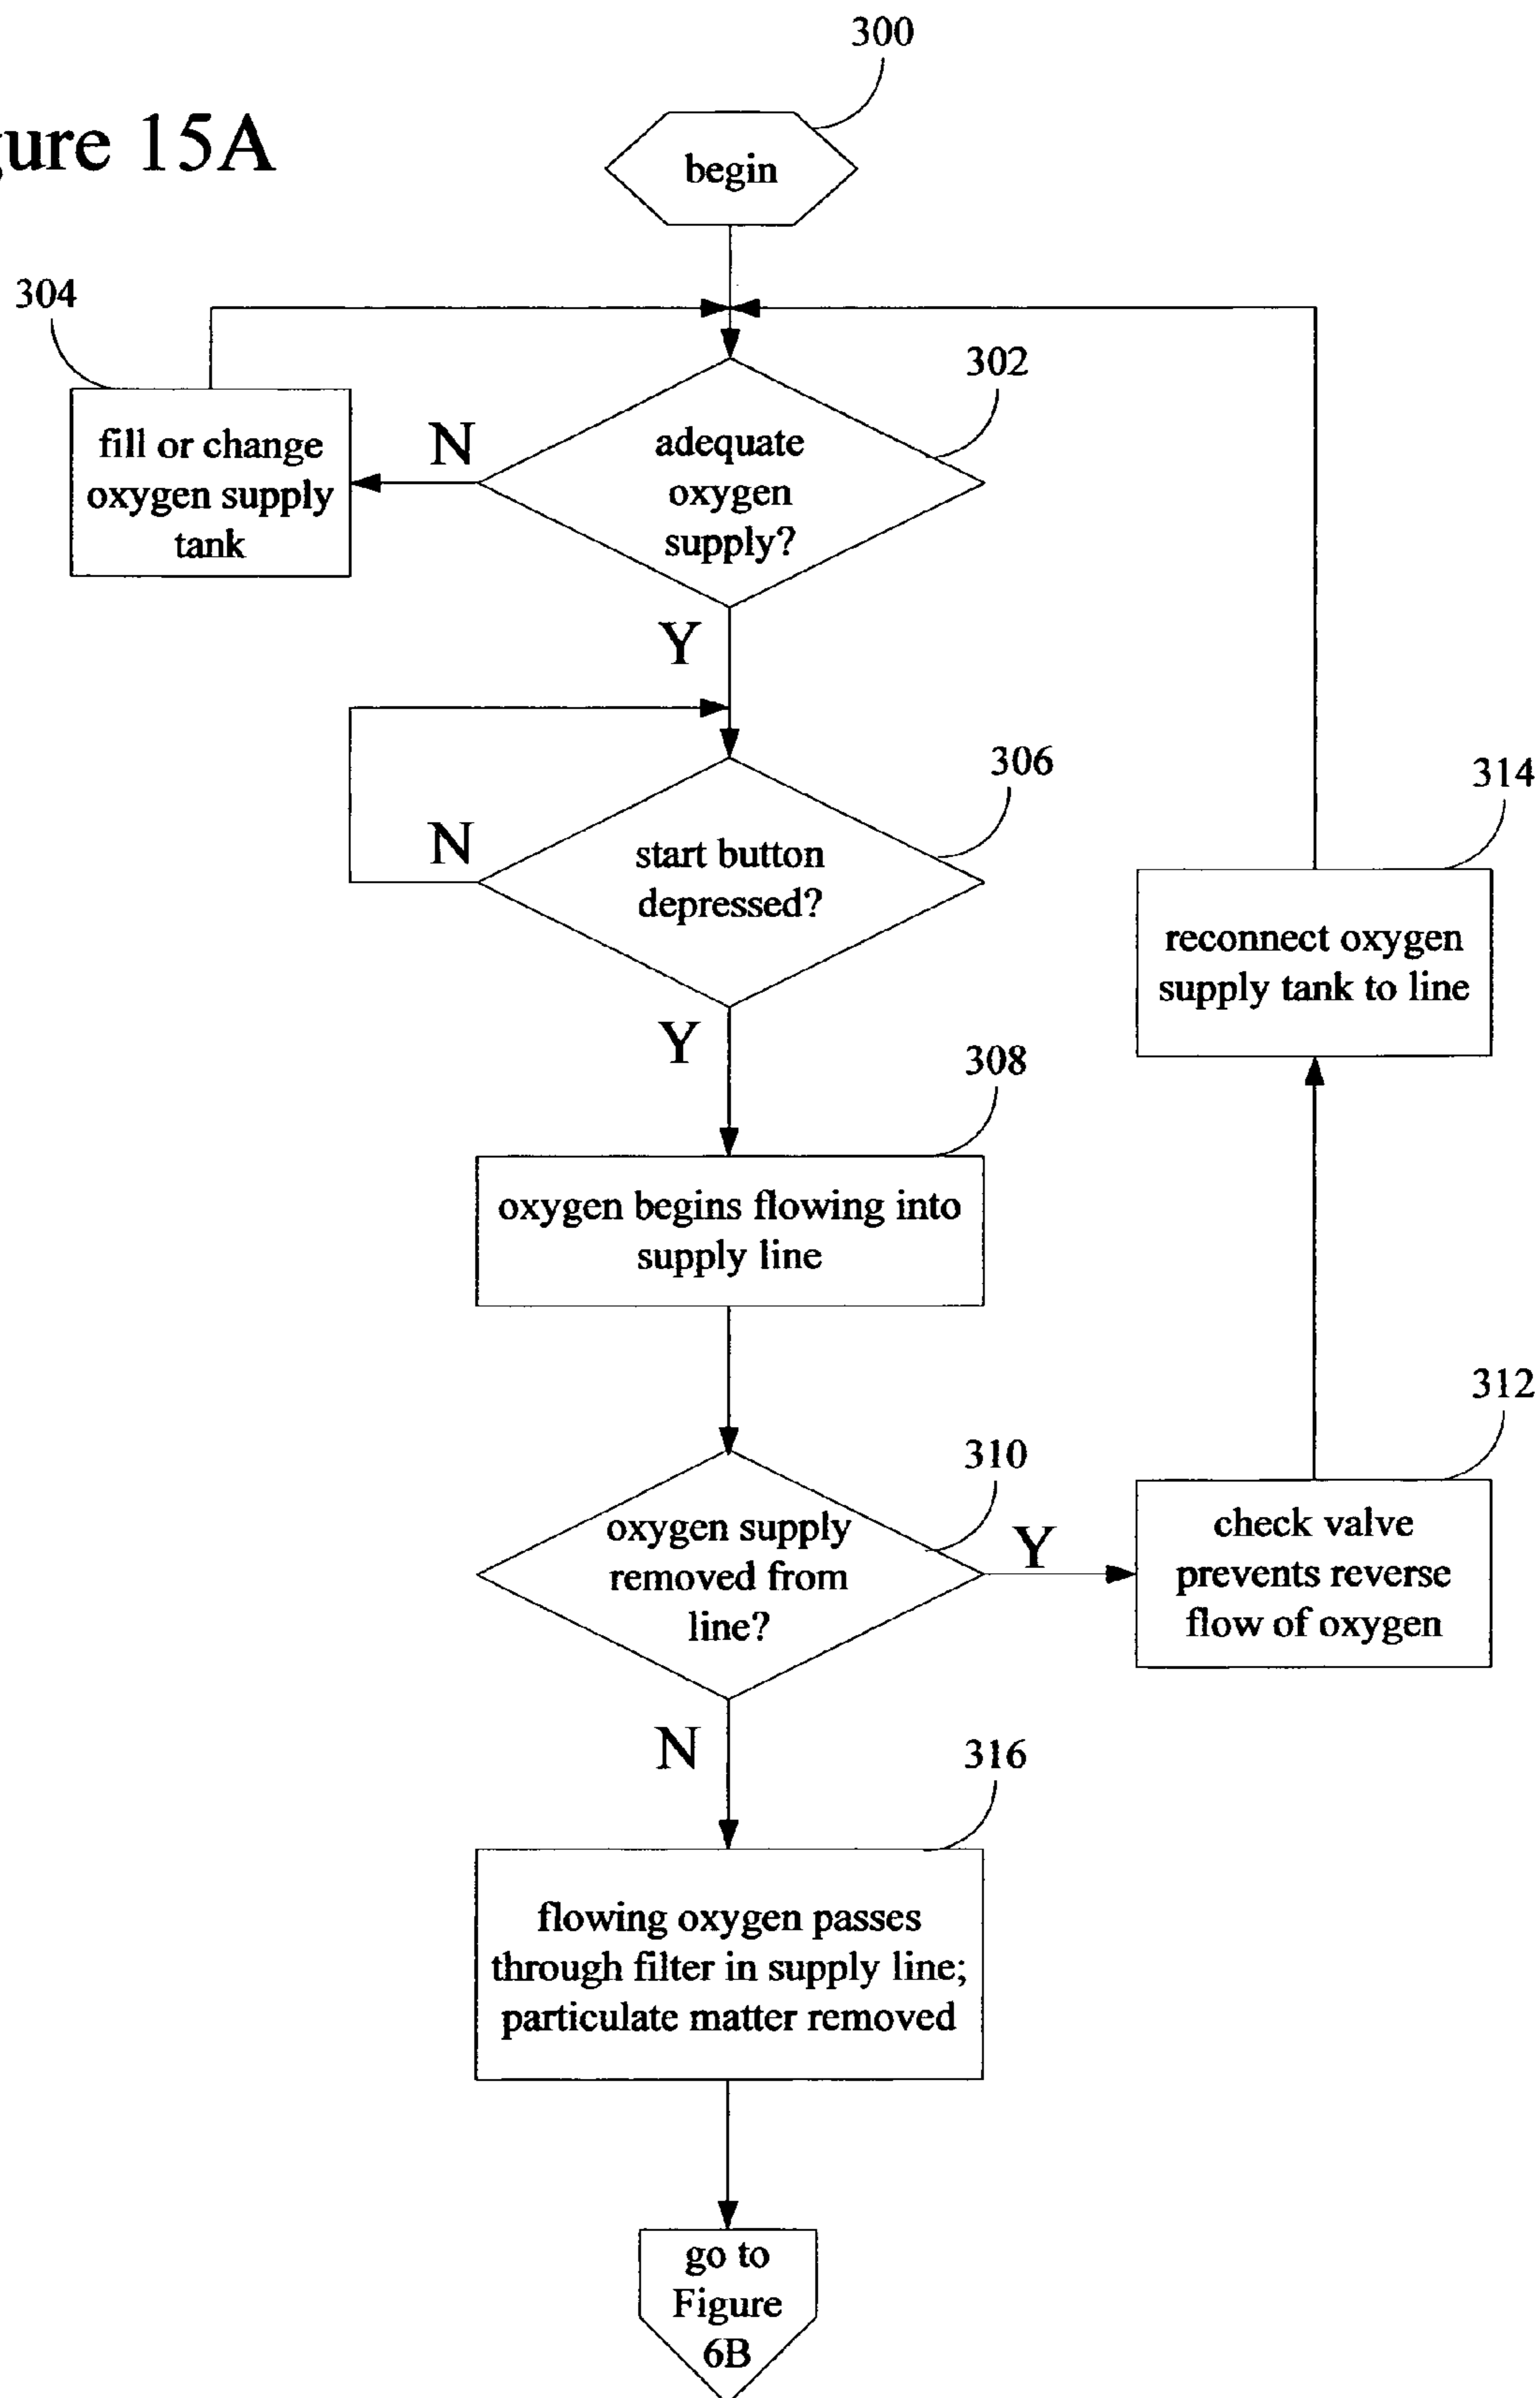 300
gure 15A
begin
304
302
fill or change
oxygen supply
tank
N
adequate
oxygen
supply?
Y
306
314
N
start button
depressed?
reconnect oxygen
supply tank to line
Y
308
oxygen begins flowing into
supply line
312
310
oxygen supply
removed from
line?
Y
check valve
prevents reverse
flow of oxygen
N
316
flowing oxygen passes
through filter in supply line;
particulate matter removed
go to
Figure
6B